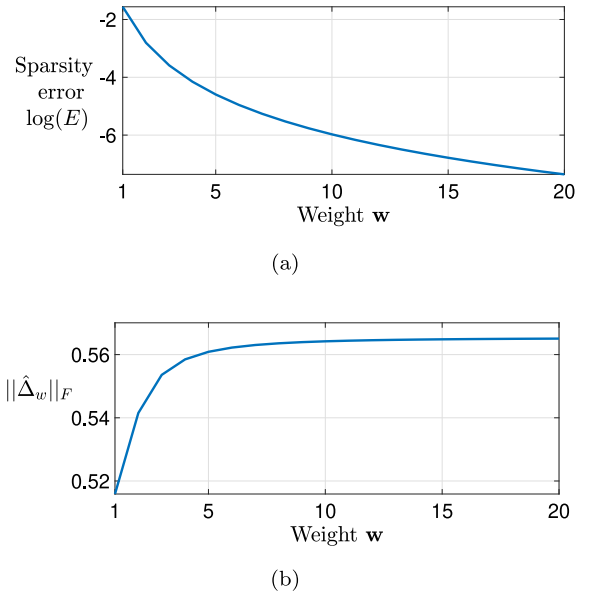 -2
Sparsity
error
log(E)
-4
-6
1 5 10 15 20
Weight w
(a)
0.56
||Δ̂_w||_F
0.54
0.52
1 5 10 15 20
Weight w
(b)